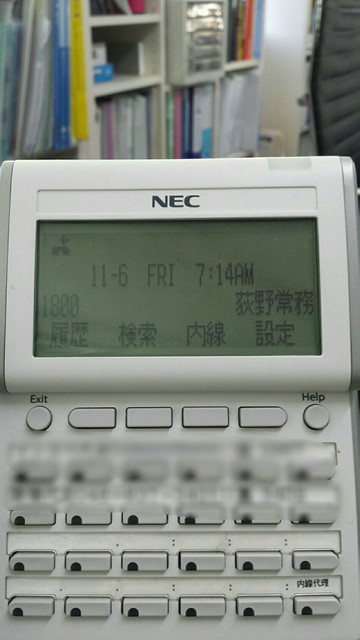 NEC
11-6 FRI 7:14AM
1800 荻野常務
履歴 検索 内線 設定
Exit Help
内線代理